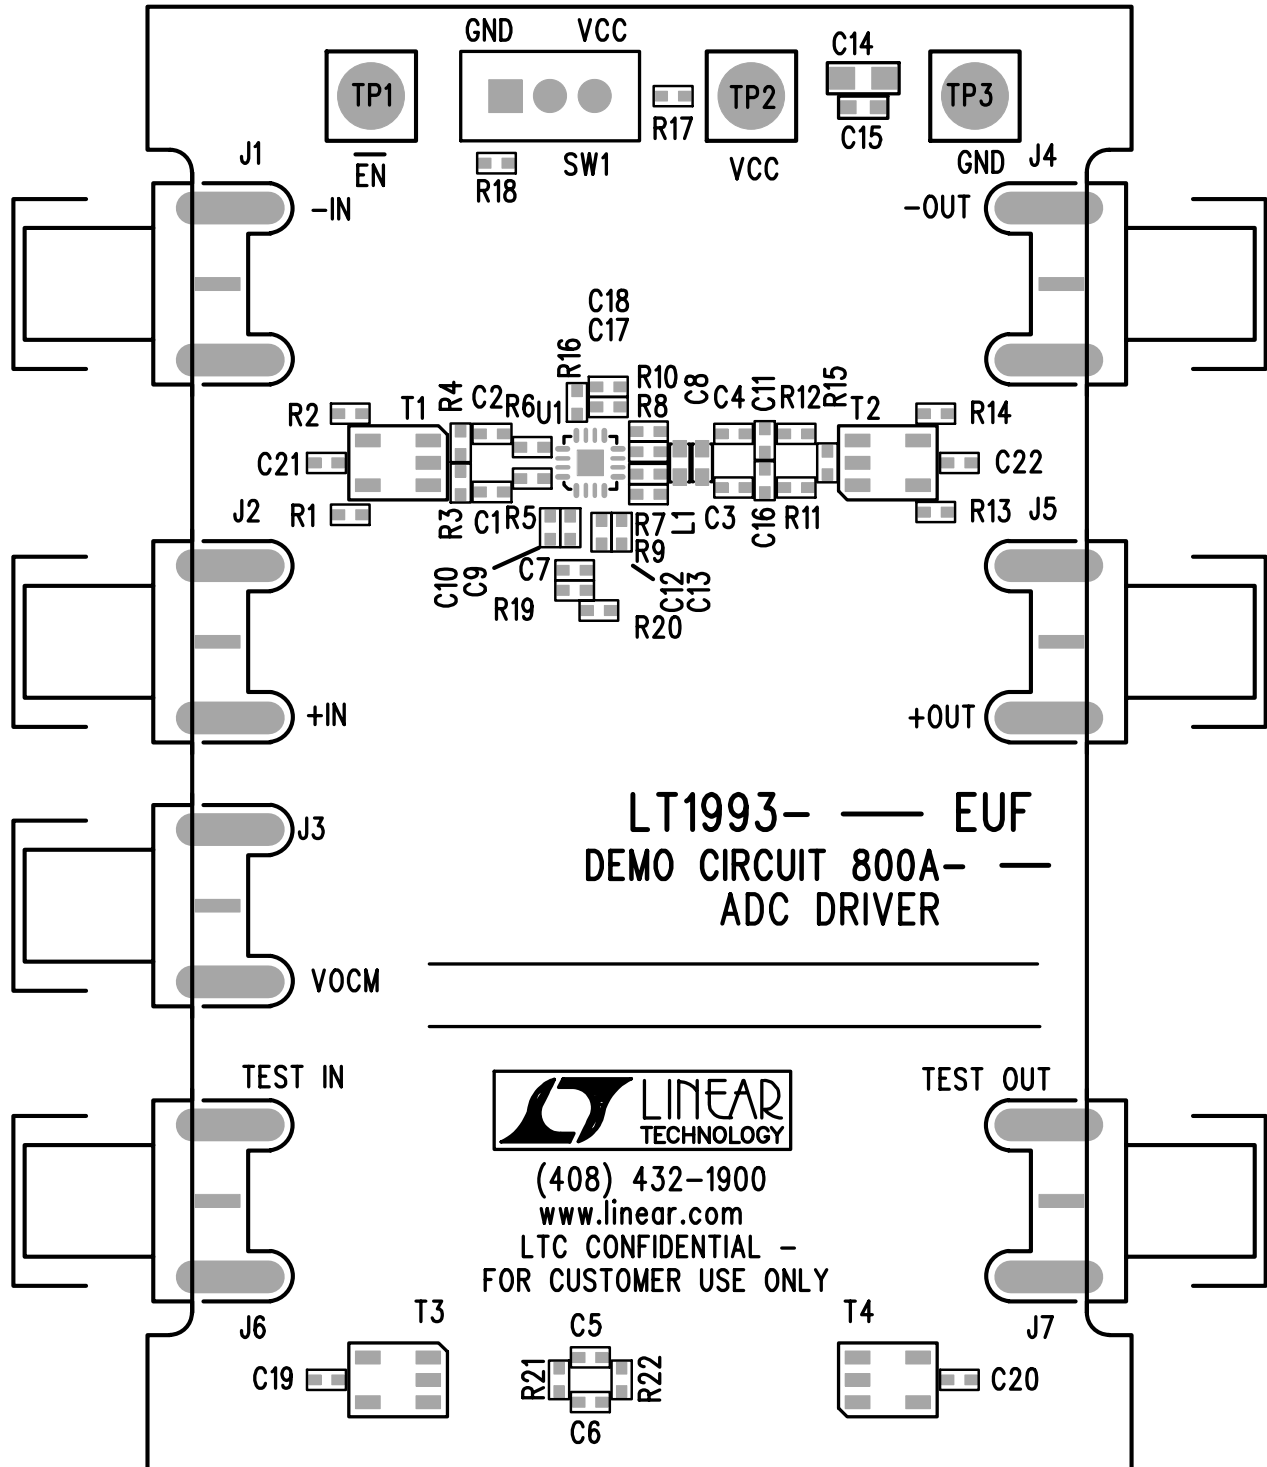 GND VCC
C14
TP1
TP2
TP3
R17
C15
J1
EN
R18
SW1
VCC
GND
J4
-IN
-OUT
C18
C17
R16
R10
C8
R4
C2
R6
U1
R8
C4
C11
R12
R15
T1
T2
R2
R14
C21
C22
J2
R1
R3
C1
R5
R7
L1
C3
C16
R11
R13
J5
R9
C10
C9
C7
C12
C13
R19
R20
+IN
+OUT
LT1993- —— EUF
J3
DEMO CIRCUIT 800A- —
ADC DRIVER
VOCM
TEST IN
TEST OUT
LINEAR
TECHNOLOGY
(408) 432-1900
www.linear.com
LTC CONFIDENTIAL -
FOR CUSTOMER USE ONLY
J6
T3
C5
T4
J7
C19
R21
R22
C20
C6